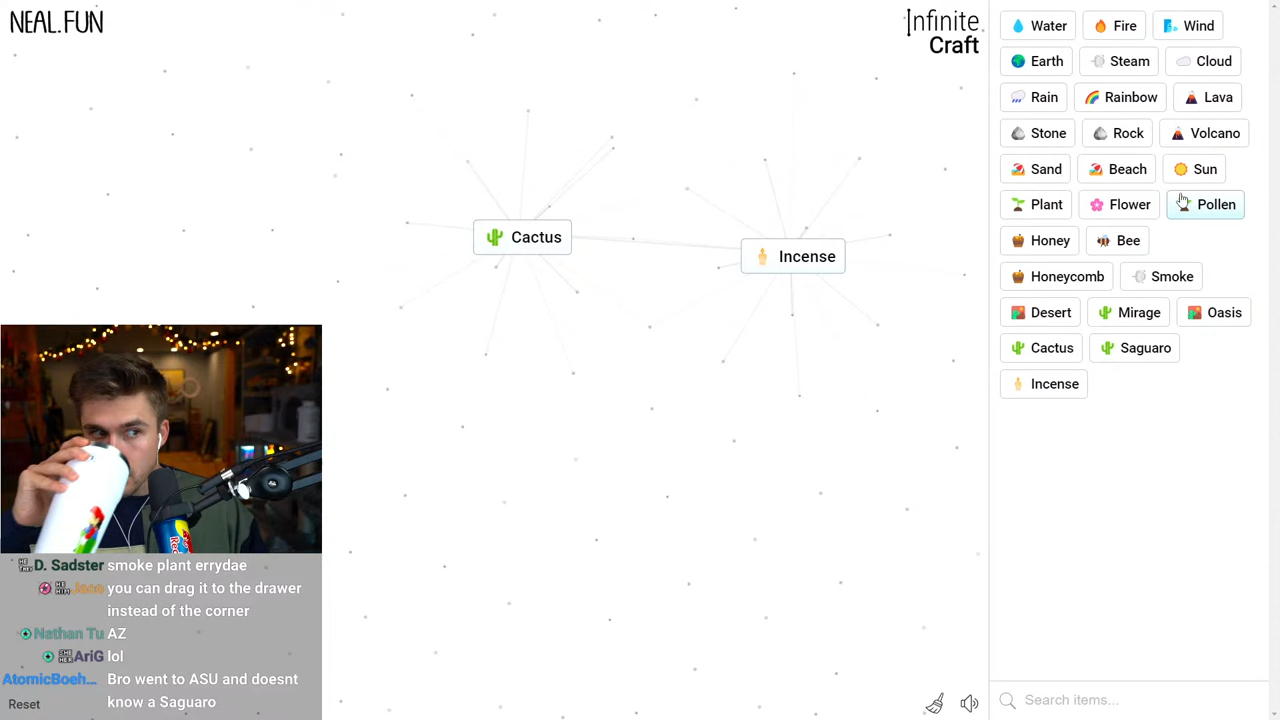 NEAL.FUN
Infinite
Craft
Water Fire Wind
Earth Steam Cloud
Rain Rainbow Lava
Stone Rock Volcano
Sand Beach Sun
Plant Flower Pollen
Honey Bee
Honeycomb Smoke
Desert Mirage Oasis
Cactus Saguaro
Incense
Cactus
Incense
D. Sadster smoke plant errydae
you can drag it to the drawer
instead of the corner
Nathan Tu AZ
AriG lol
AtomicBoeh... Bro went to ASU and doesnt
know a Saguaro
Reset
Search items...